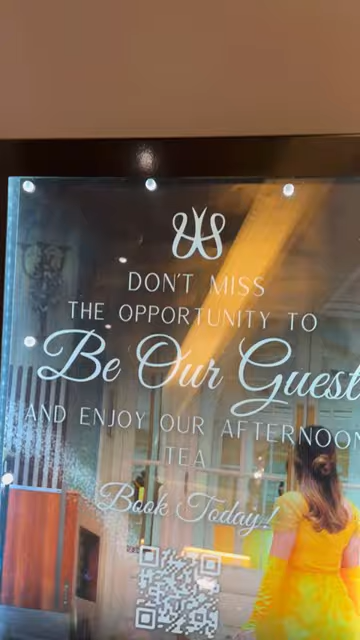 DON'T MISS
THE OPPORTUNITY TO
Be Our Guest
AND ENJOY OUR AFTERNOON
TEA
Book Today!